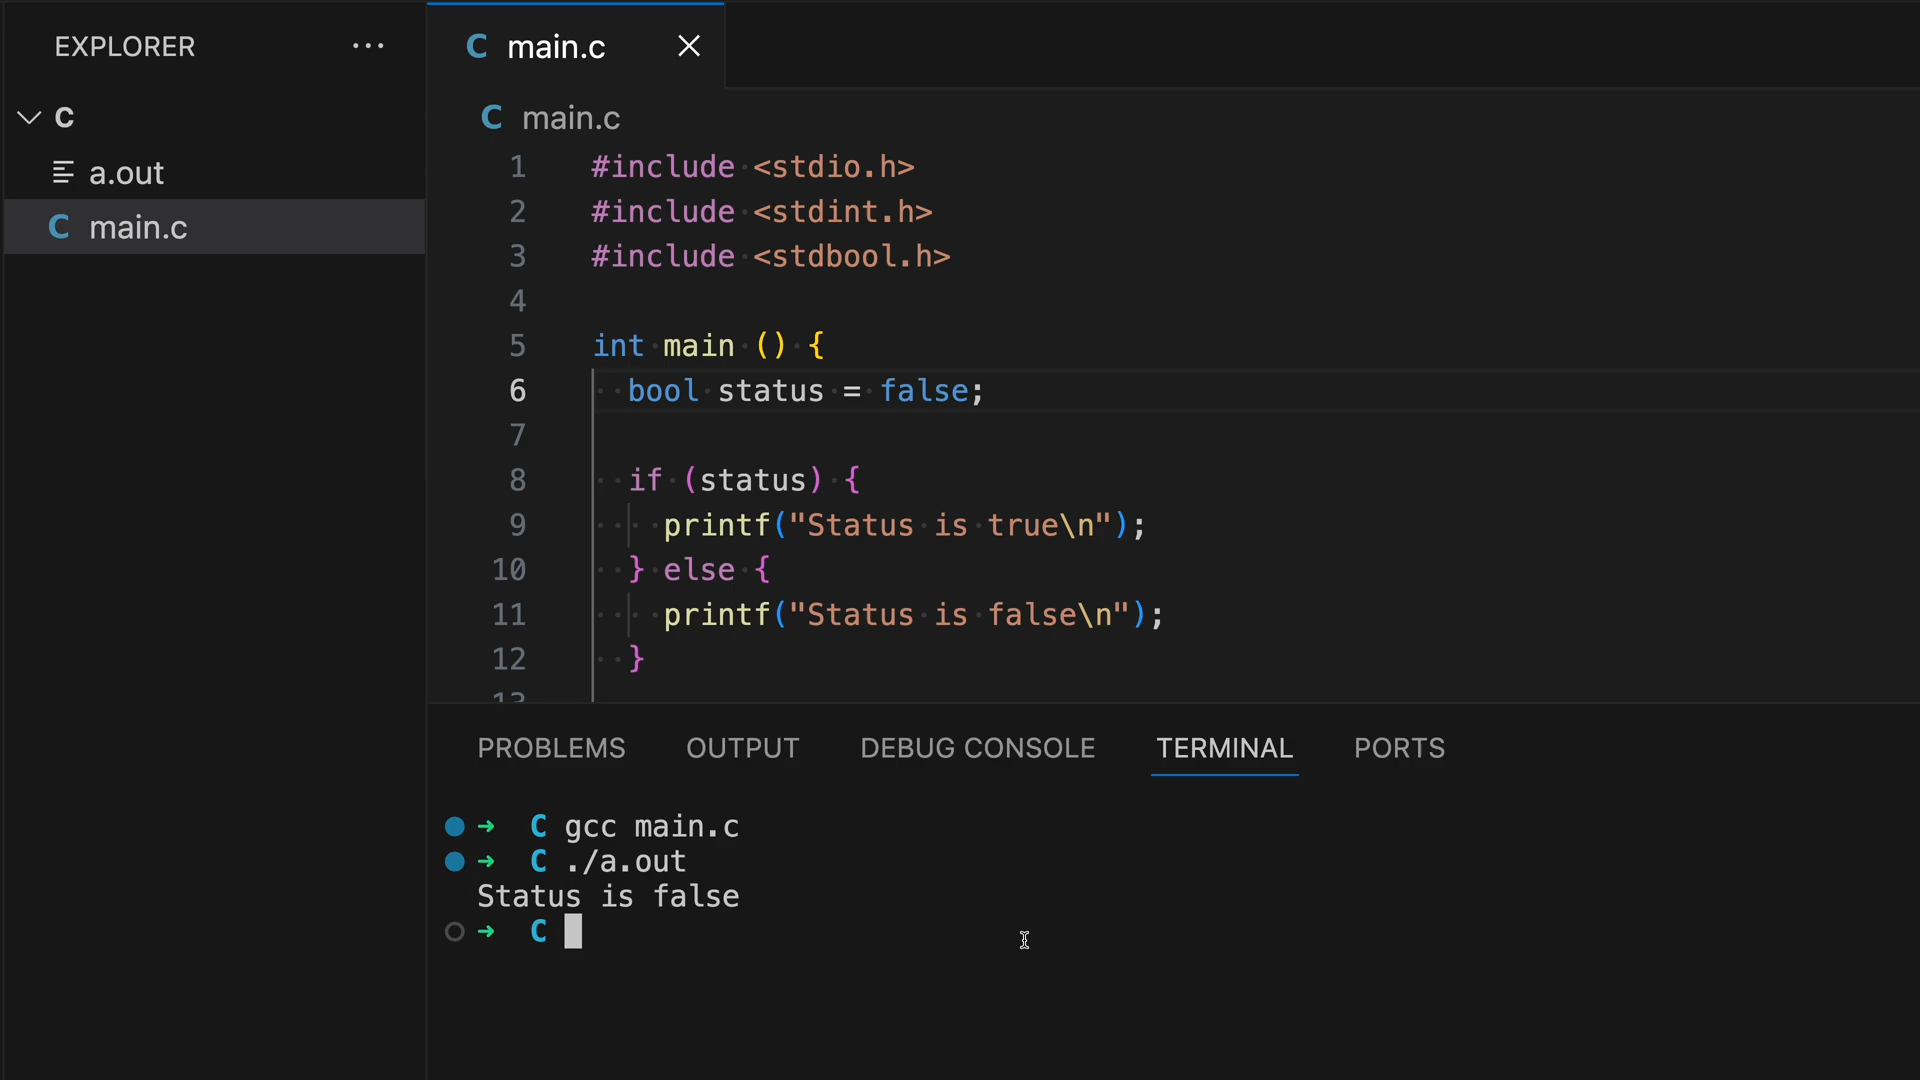 EXPLORER ...
C
a.out
C main.c
C main.c
C main.c
1 #include <stdio.h>
2 #include <stdint.h>
3 #include <stdbool.h>
4
5 int main () {
6 bool status = false;
7
8 if (status) {
9 printf("Status is true\n");
10 } else {
11 printf("Status is false\n");
12 }
13
PROBLEMS OUTPUT DEBUG CONSOLE TERMINAL PORTS
➜ C gcc main.c
➜ C ./a.out
Status is false
➜ C